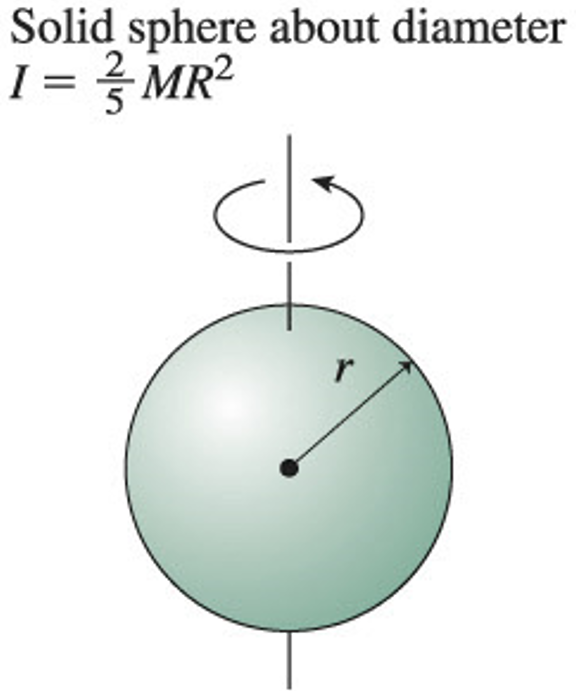 Solid sphere about diameter
I = 2/5 MR²
r